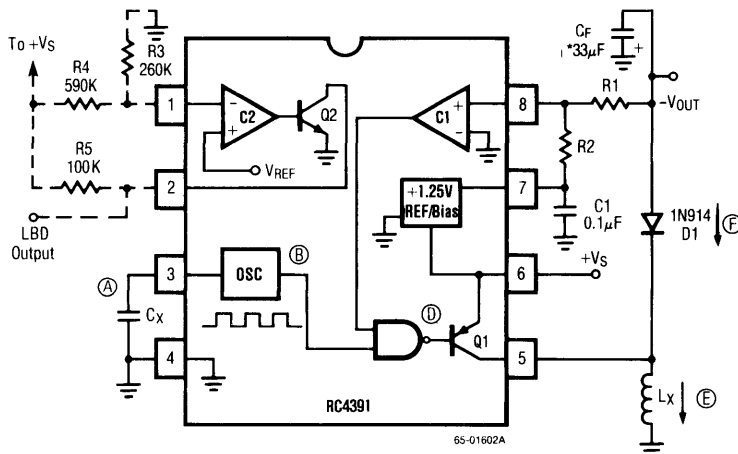 To +VS
R4
590K
R3
260K
R5
100K
LBD
Output
1
2
3
4
8
7
6
5
C2
-
+
Q2
VREF
C1
+
-
+1.25V
REF/Bias
OSC
A
B
D
E
F
CX
Q1
RC4391
65-01602A
CF
*33µF
+
R1
R2
-VOUT
C1
0.1µF
1N914
D1
+VS
LX